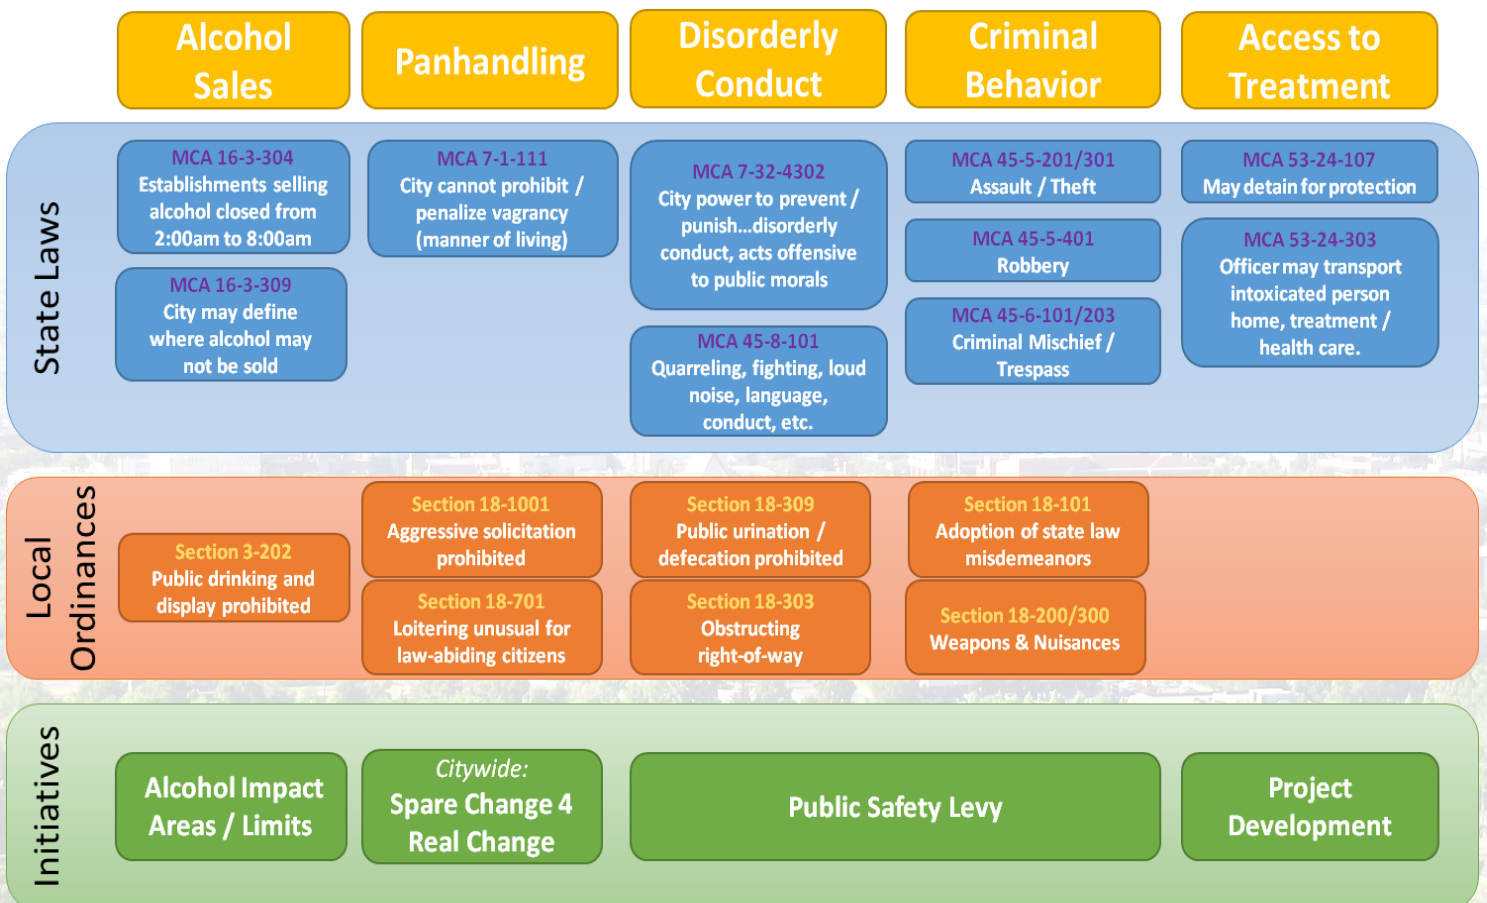 Alcohol
Sales
Panhandling
Disorderly
Conduct
Criminal
Behavior
Access to
Treatment
State Laws
MCA 16-3-304
Establishments selling
alcohol closed from
2:00am to 8:00am
MCA 16-3-309
City may define
where alcohol may
not be sold
MCA 7-1-111
City cannot prohibit /
penalize vagrancy
(manner of living)
MCA 7-32-4302
City power to prevent /
punish...disorderly
conduct, acts offensive
to public morals
MCA 45-8-101
Quarreling, fighting, loud
noise, language,
conduct, etc.
MCA 45-5-201/301
Assault / Theft
MCA 45-5-401
Robbery
MCA 45-6-101/203
Criminal Mischief /
Trespass
MCA 53-24-107
May detain for protection
MCA 53-24-303
Officer may transport
intoxicated person
home, treatment /
health care.
Local
Ordinances
Section 3-202
Public drinking and
display prohibited
Section 18-1001
Aggressive solicitation
prohibited
Section 18-701
Loitering unusual for
law-abiding citizens
Section 18-309
Public urination /
defecation prohibited
Section 18-303
Obstructing
right-of-way
Section 18-101
Adoption of state law
misdemeanors
Section 18-200/300
Weapons & Nuisances
Initiatives
Alcohol Impact
Areas / Limits
Citywide:
Spare Change 4
Real Change
Public Safety Levy
Project
Development